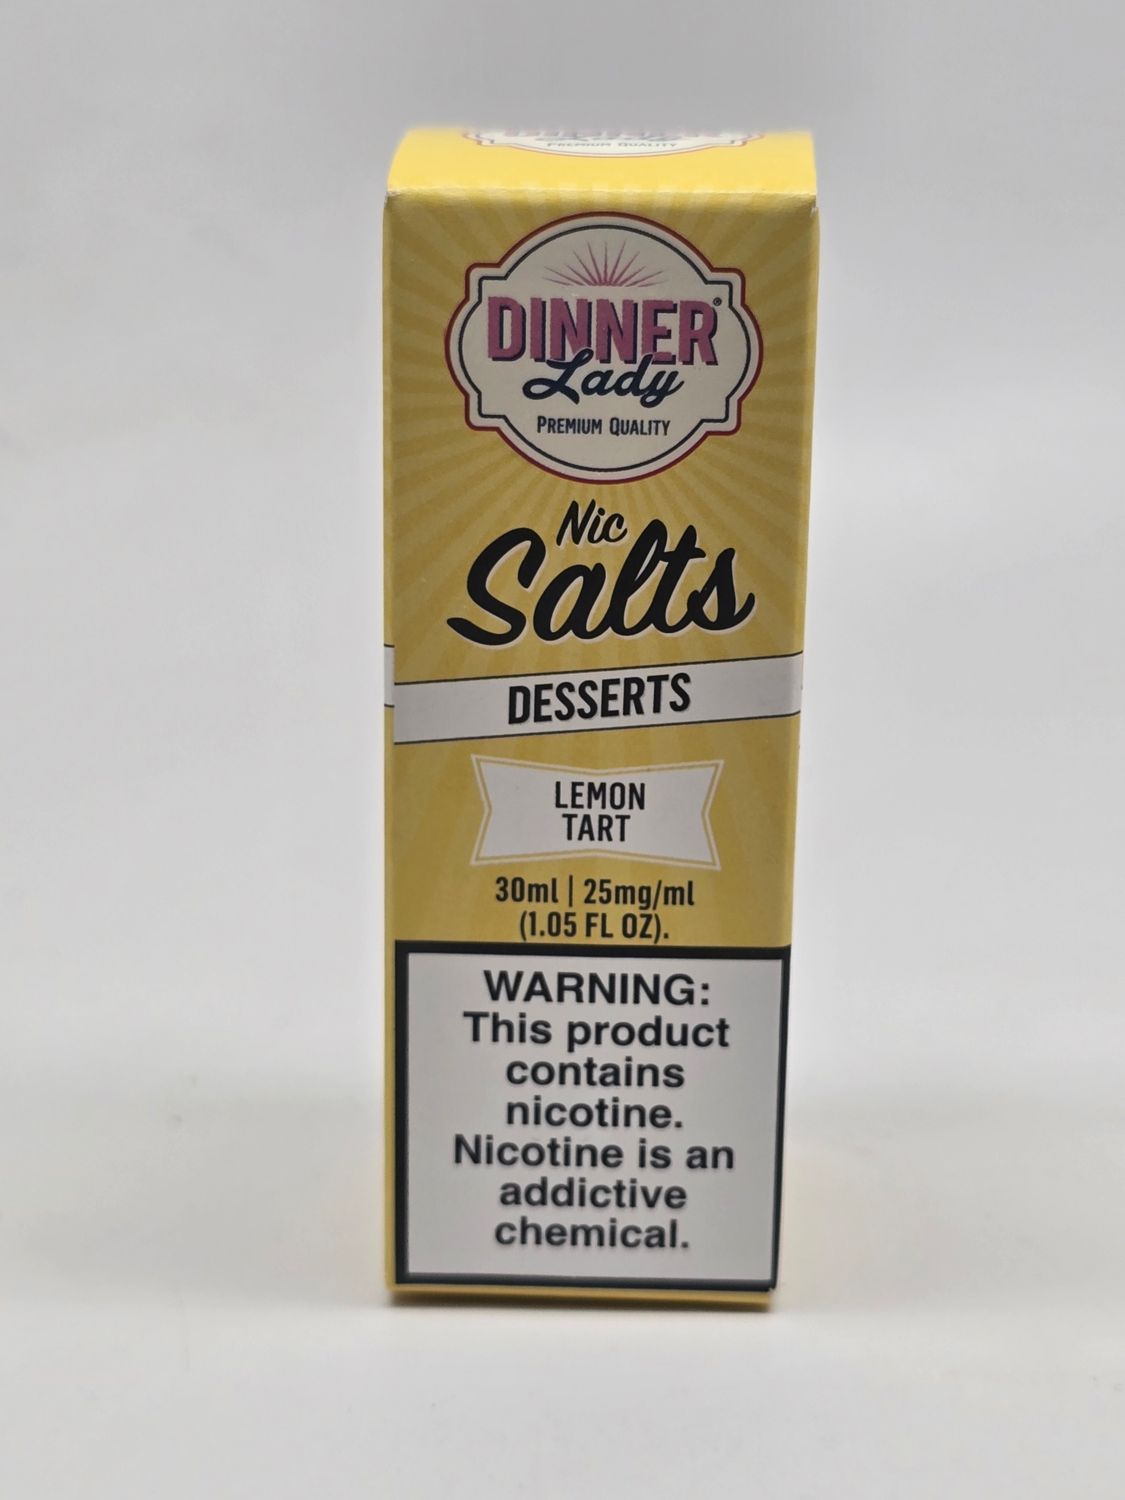 PREMIUM QUALITY
DINNER®
Lady
PREMIUM QUALITY
Nic
Salts
DESSERTS
LEMON
TART
30ml | 25mg/ml
(1.05 FL OZ).
WARNING:
This product
contains
nicotine.
Nicotine is an
addictive
chemical.